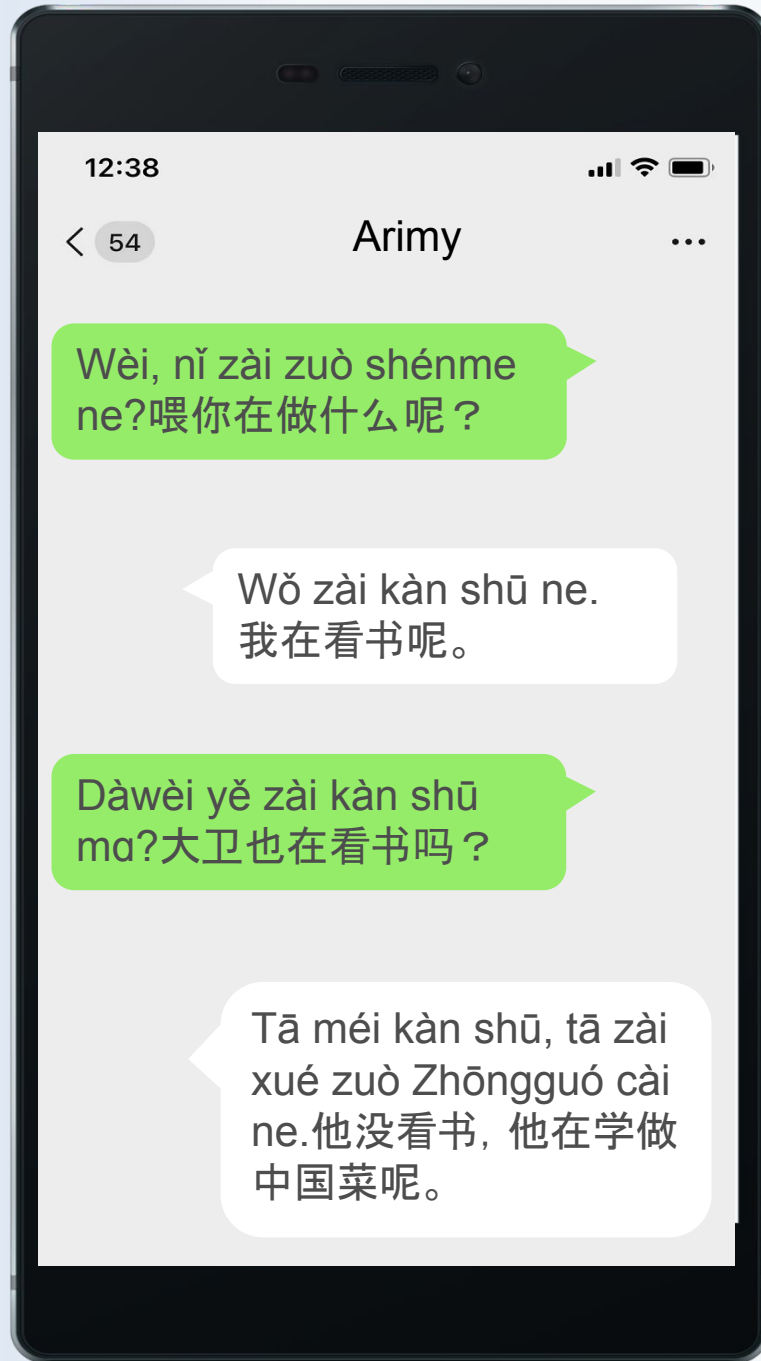 12:38
54
Arimy
...
Wèi, nǐ zài zuò shénme
ne?喂你在做什么呢？
Wǒ zài kàn shū ne.
我在看书呢。
Dàwèi yě zài kàn shū
mɑ?大卫也在看书吗？
Tā méi kàn shū, tā zài
xué zuò Zhōngguó cài
ne.他没看书, 他在学做
中国菜呢。